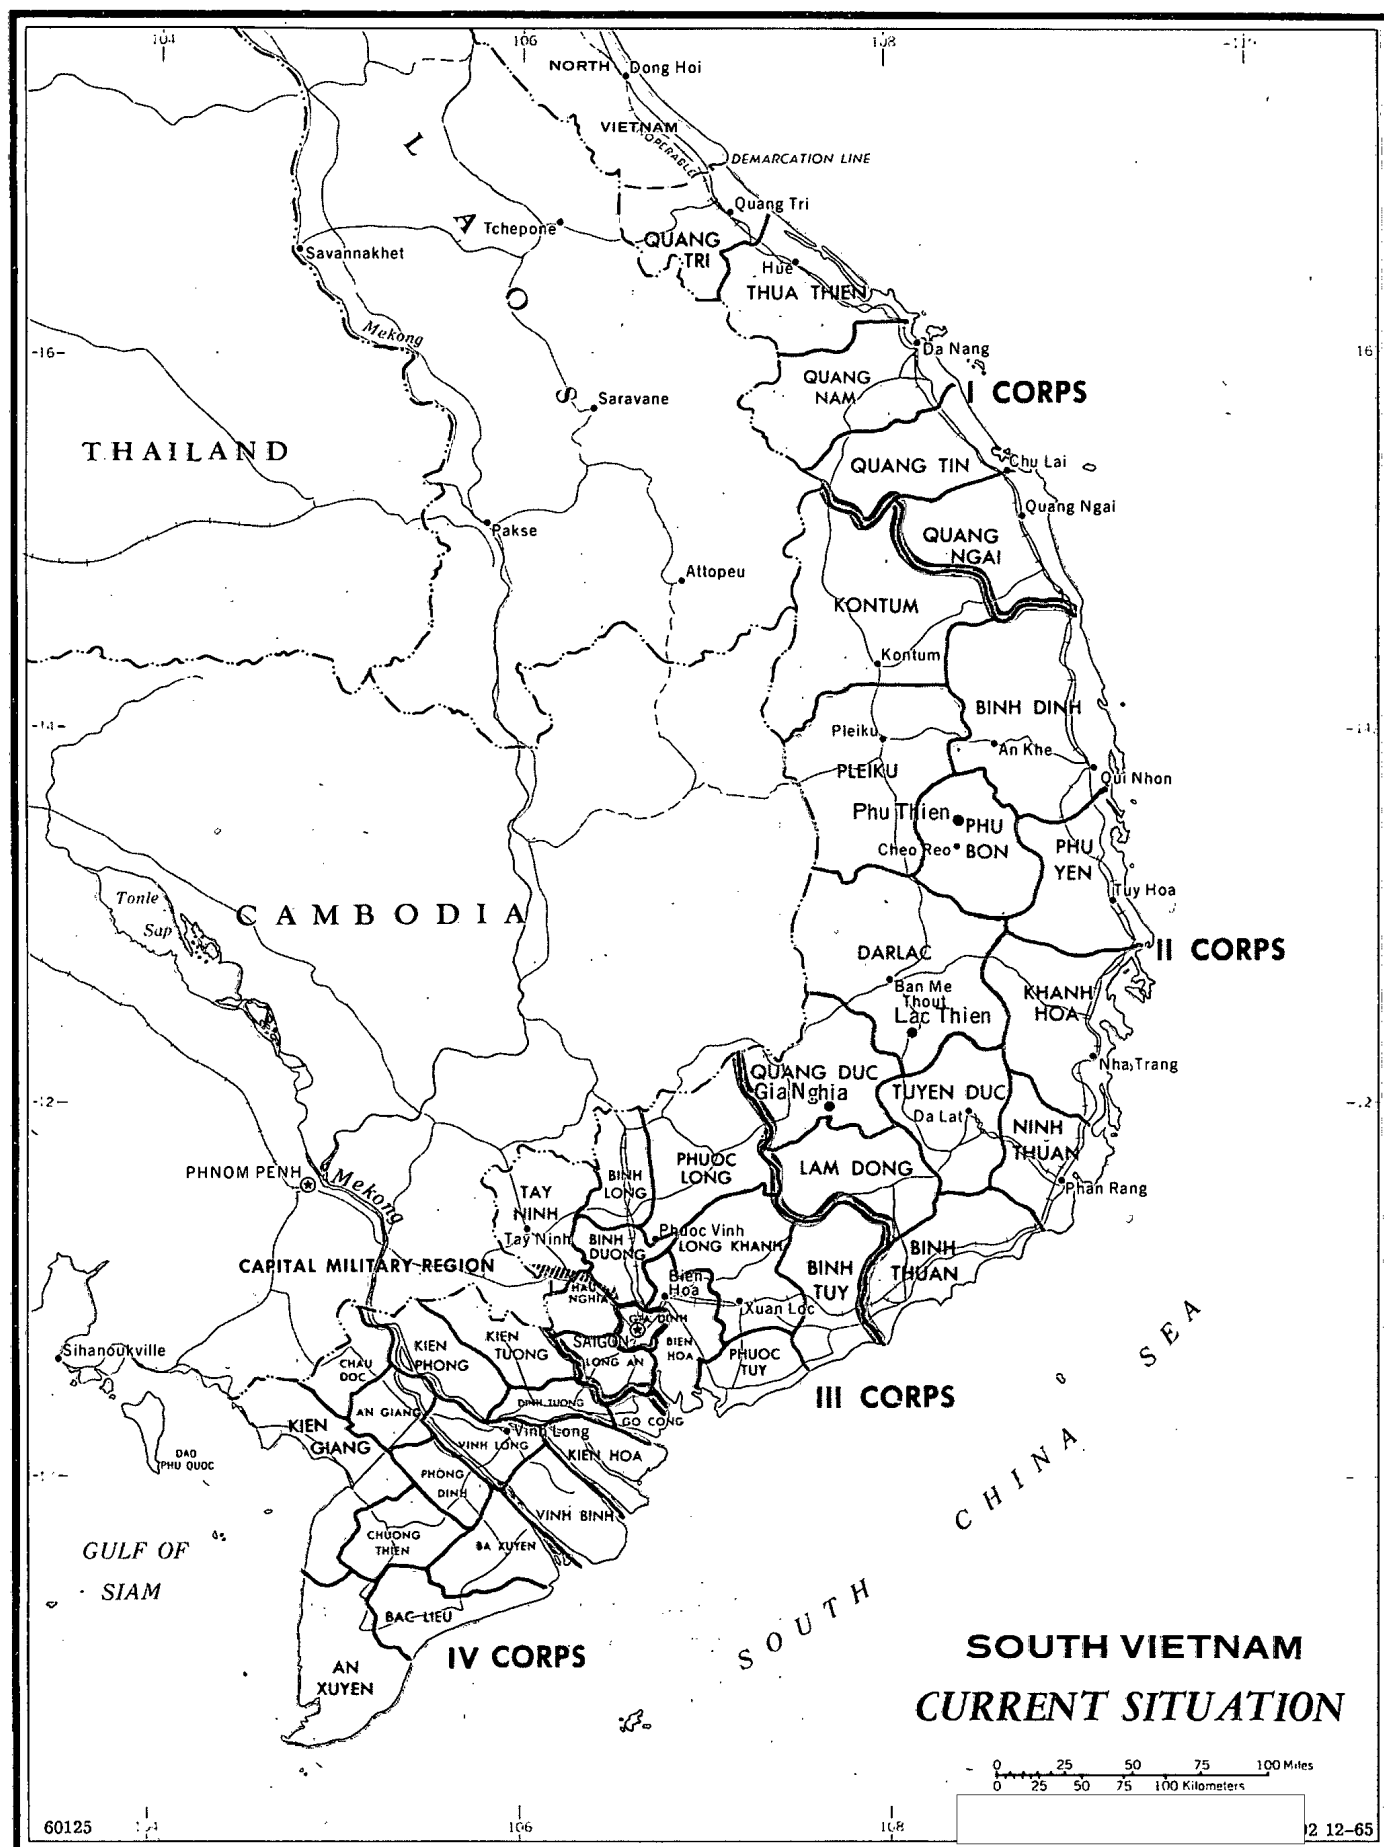 104
106
108
NORTH
Dong Hoi
VIETNAM
OPERABLE
DEMARCATION LINE
L
A
O
S
Tchepone
Quang Tri
QUANG
TRI
Savannakhet
Hue
THUA THIEN
Mekong
-16-
16
Da Nang
QUANG
NAM
I CORPS
Saravane
THAILAND
QUANG TIN
Chu Lai
Pakse
Quang Ngai
QUANG
NGAI
Attopeu
KONTUM
Kontum
BINH DINH
-14-
Pleiku
An Khe
PLEIKU
Qui Nhon
Phu Thien
PHU
BON
Cheo Reo
PHU
YEN
Tonle
Sap
CAMBODIA
Tuy Hoa
DARLAC
II CORPS
Ban Me
Thout
Lac Thien
KHANH
HOA
Nha Trang
QUANG DUC
Gia Nghia
TUYEN DUC
Da Lat
-12
NINH
THUAN
PHNOM PENH
Mekong
BINH
LONG
PHUOC
LONG
LAM DONG
Phan Rang
TAY
NINH
Tay Ninh
BINH
DUONG
Phuoc Vinh
LONG KHANH
BINH
TUY
BINH
THUAN
CAPITAL MILITARY REGION
HAU
NGHIA
Bien
Hoa
Xuan Loc
GIA DINH
SAIGON
BIEN
HOA
Sihanoukville
CHAU
DOC
KIEN
PHONG
KIEN
TUONG
LONG AN
PHUOC
TUY
III CORPS
AN GIANG
DINH TUONG
GO CONG
KIEN
GIANG
Vinh Long
VINH LONG
KIEN HOA
DAO
PHU QUOC
PHONG
DINH
VINH BINH
CHUONG
THIEN
BA XUYEN
GULF OF
SIAM
BAC LIEU
IV CORPS
AN
XUYEN
SOUTH CHINA SEA
SOUTH VIETNAM
CURRENT SITUATION
0 25 50 75 100 Miles
0 25 50 75 100 Kilometers
60125
106
108
12-65